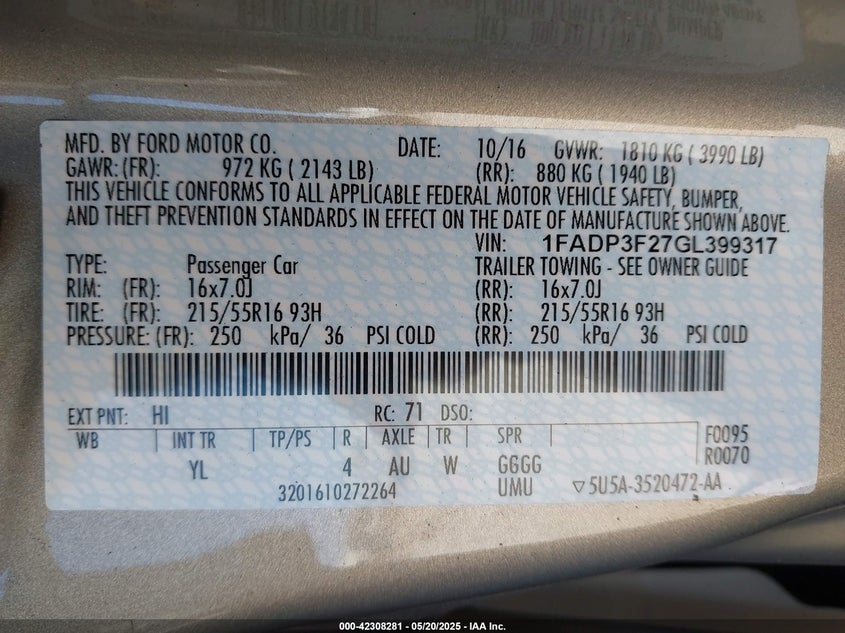 MFD. BY FORD MOTOR CO. DATE: 10/16 GVWR: 1810 KG ( 3990 LB)
GAWR: (FR): 972 KG ( 2143 LB) (RR): 880 KG ( 1940 LB)
THIS VEHICLE CONFORMS TO ALL APPLICABLE FEDERAL MOTOR VEHICLE SAFETY, BUMPER,
AND THEFT PREVENTION STANDARDS IN EFFECT ON THE DATE OF MANUFACTURE SHOWN ABOVE.
VIN: 1FADP3F27GL399317
TYPE: Passenger Car TRAILER TOWING - SEE OWNER GUIDE
RIM: (FR): 16x7.0J (RR): 16x7.0J
TIRE: (FR): 215/55R16 93H (RR): 215/55R16 93H
PRESSURE: (FR): 250 kPa/ 36 PSI COLD (RR): 250 kPa/ 36 PSI COLD
EXT PNT: HI RC: 71 DSO:
WB INT TR TP/PS R AXLE TR SPR F0095
YL 4 AU W GGGG R0070
3201610272264 UMU ▽5U5A-3520472-AA
000-42308281 - 05/20/2025 - IAA Inc.